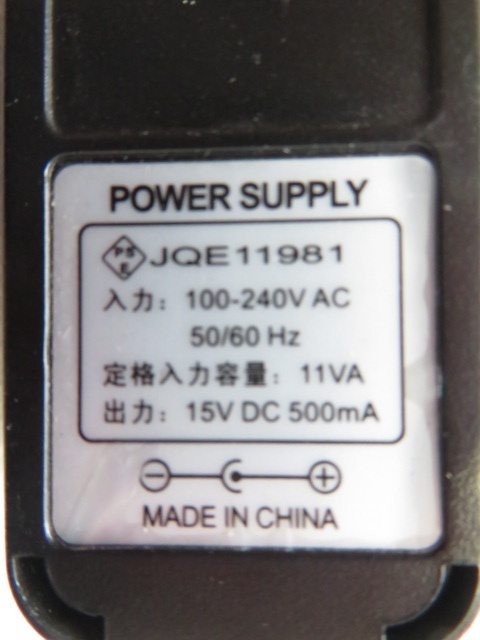 POWER SUPPLY
PS
E
JQE11981
入力: 100-240V AC
50/60 Hz
定格入力容量: 11VA
出力: 15V DC 500mA
MADE IN CHINA